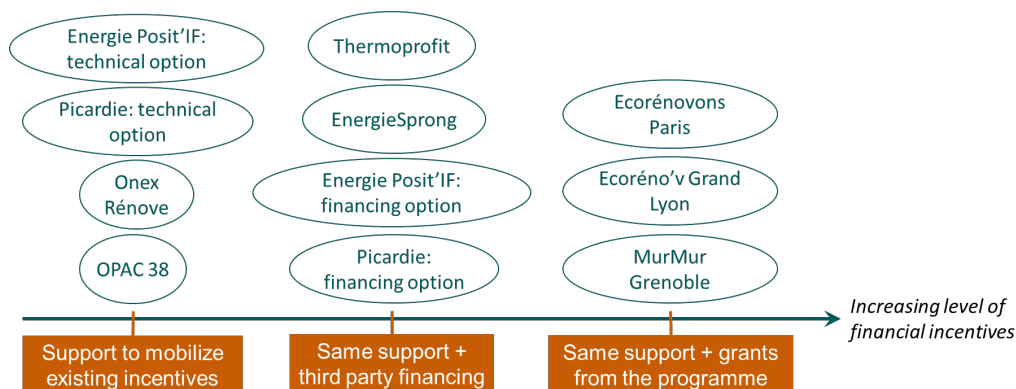 Energie Posit’IF:
technical option
Picardie: technical
option
Onex
Rénove
OPAC 38
Thermoprofit
EnergieSprong
Energie Posit’IF:
financing option
Picardie:
financing option
Ecorénovons
Paris
Ecoréno’v Grand
Lyon
MurMur
Grenoble
Increasing level of
financial incentives
Support to mobilize
existing incentives
Same support +
third party financing
Same support + grants
from the programme